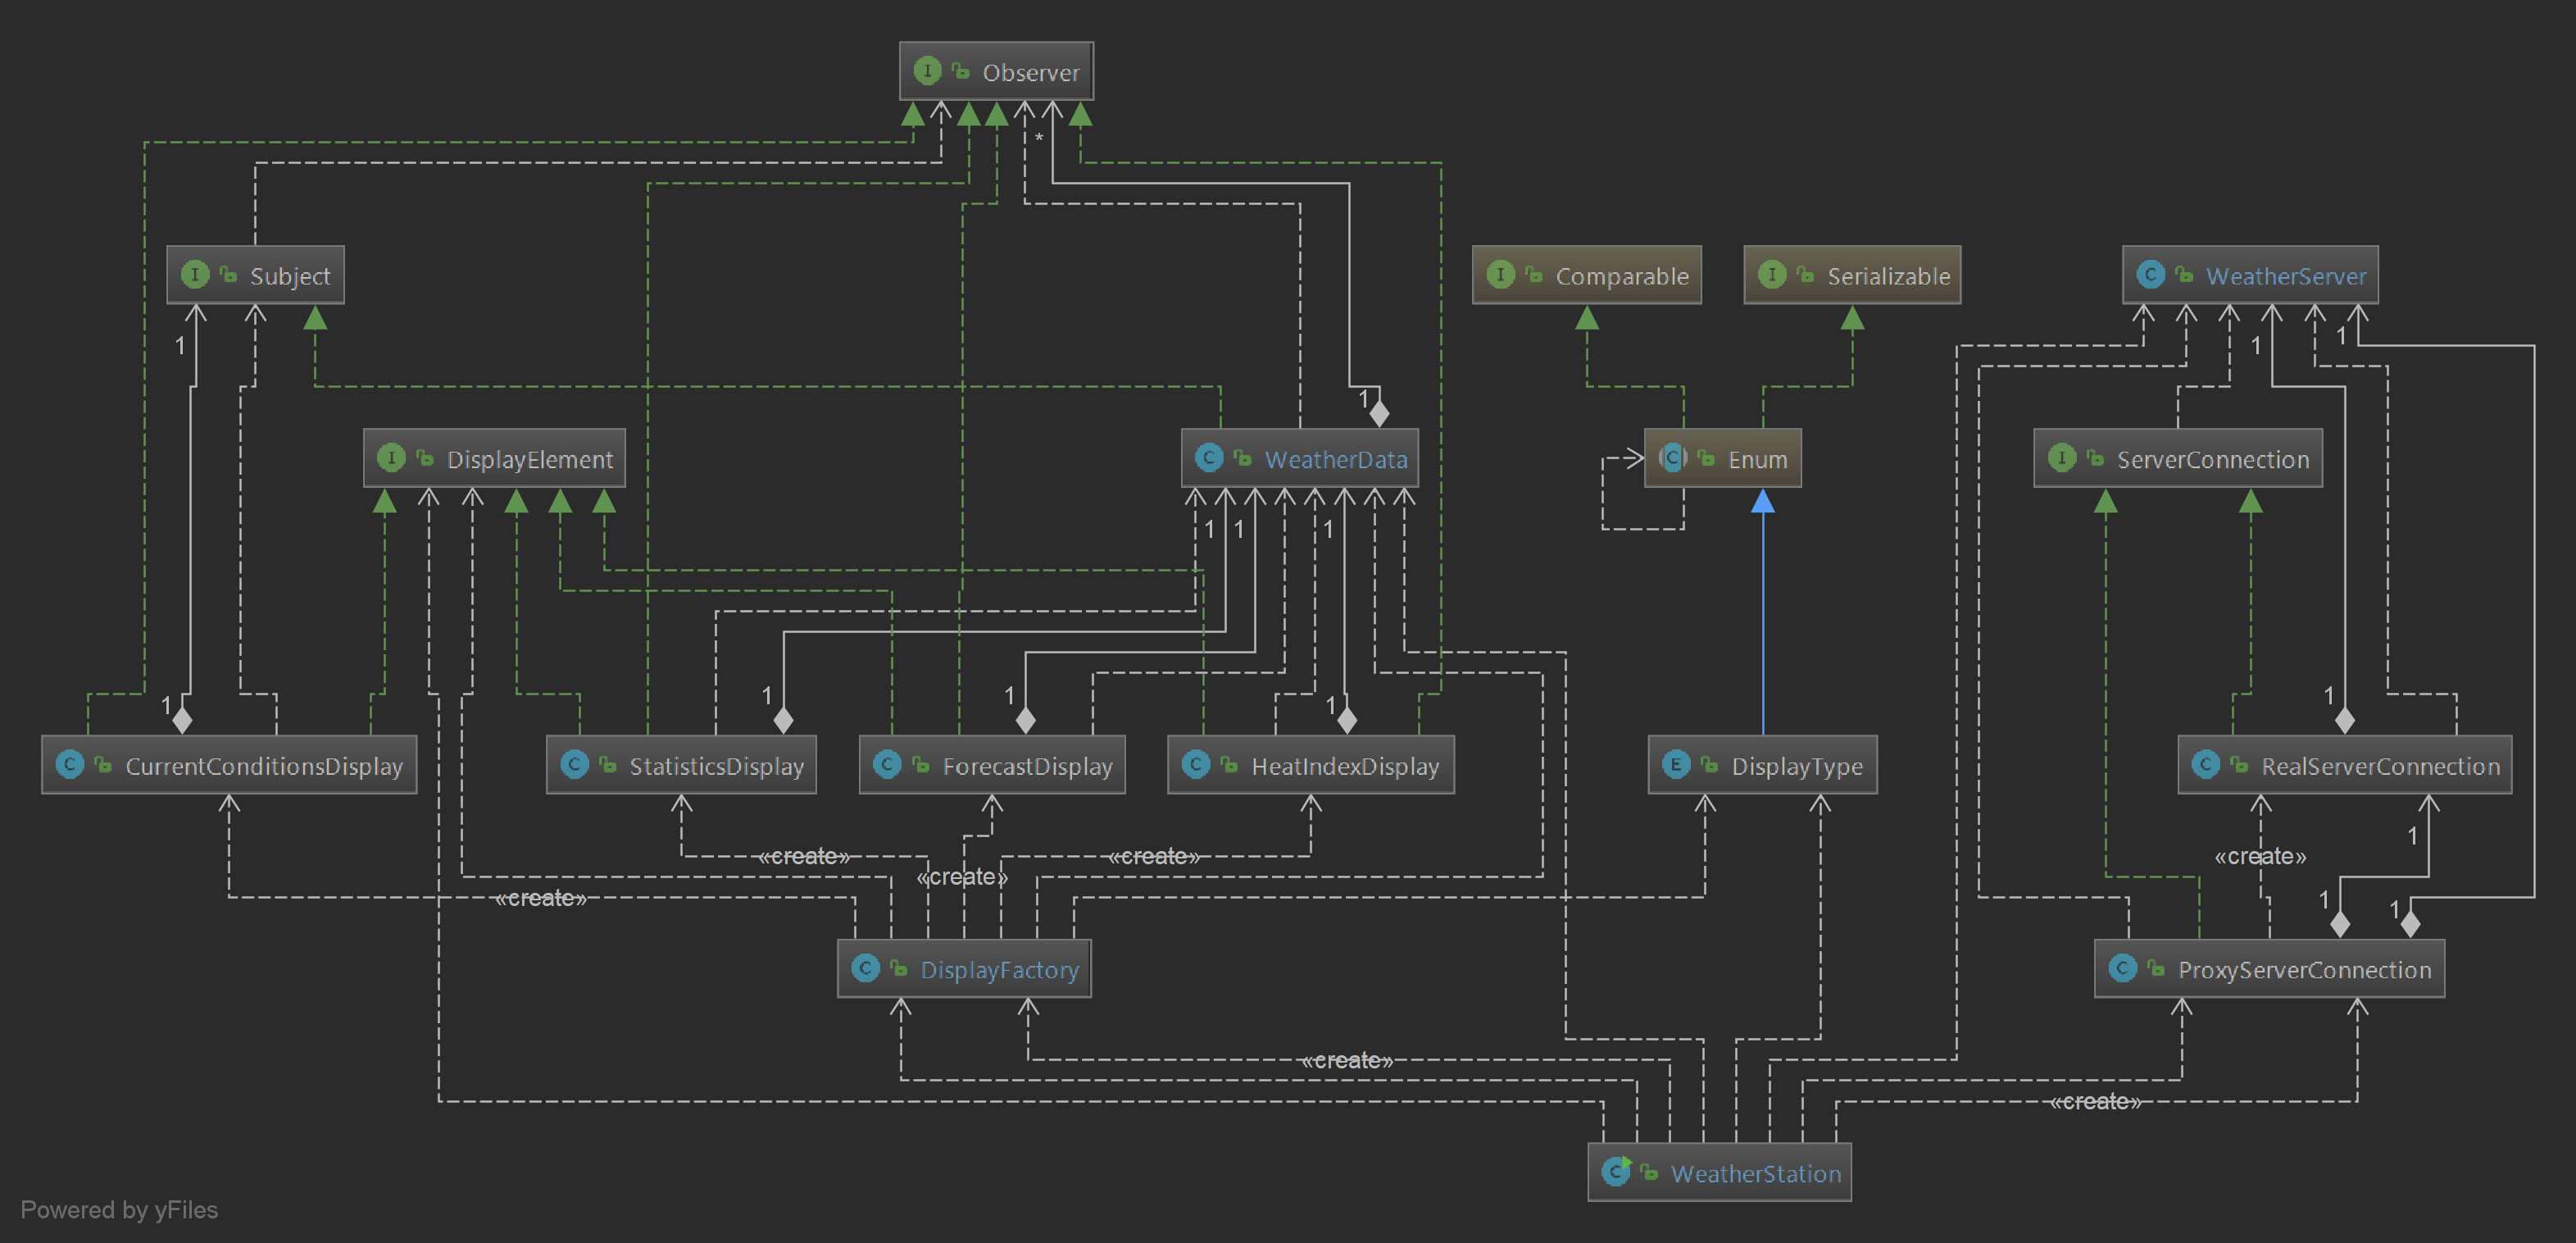 I Observer
*
I Subject
I Comparable
I Serializable
C WeatherServer
1
1
1
1
I DisplayElement
C WeatherData
C Enum
I ServerConnection
1
1
1
1
1
1
1
1
C CurrentConditionsDisplay
C StatisticsDisplay
C ForecastDisplay
C HeatIndexDisplay
E DisplayType
C RealServerConnection
1
«create»
«create»
«create»
«create»
«create»
1
1
C DisplayFactory
C ProxyServerConnection
«create»
«create»
C WeatherStation
Powered by yFiles